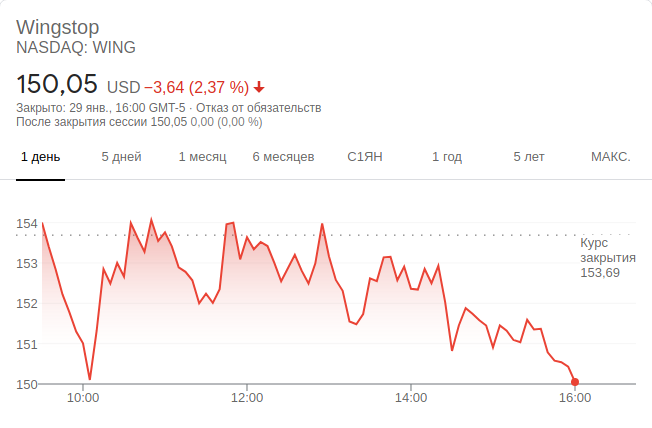 Wingstop
NASDAQ: WING
150,05 USD −3,64 (2,37 %)
Закрыто: 29 янв., 16:00 GMT-5 · Отказ от обязательств
После закрытия сессии 150,05 0,00 (0,00 %)
1 день 5 дней 1 месяц 6 месяцев С1ЯН 1 год 5 лет МАКС.
154
Курс
закрытия
153,69
153
152
151
150
10:00 12:00 14:00 16:00